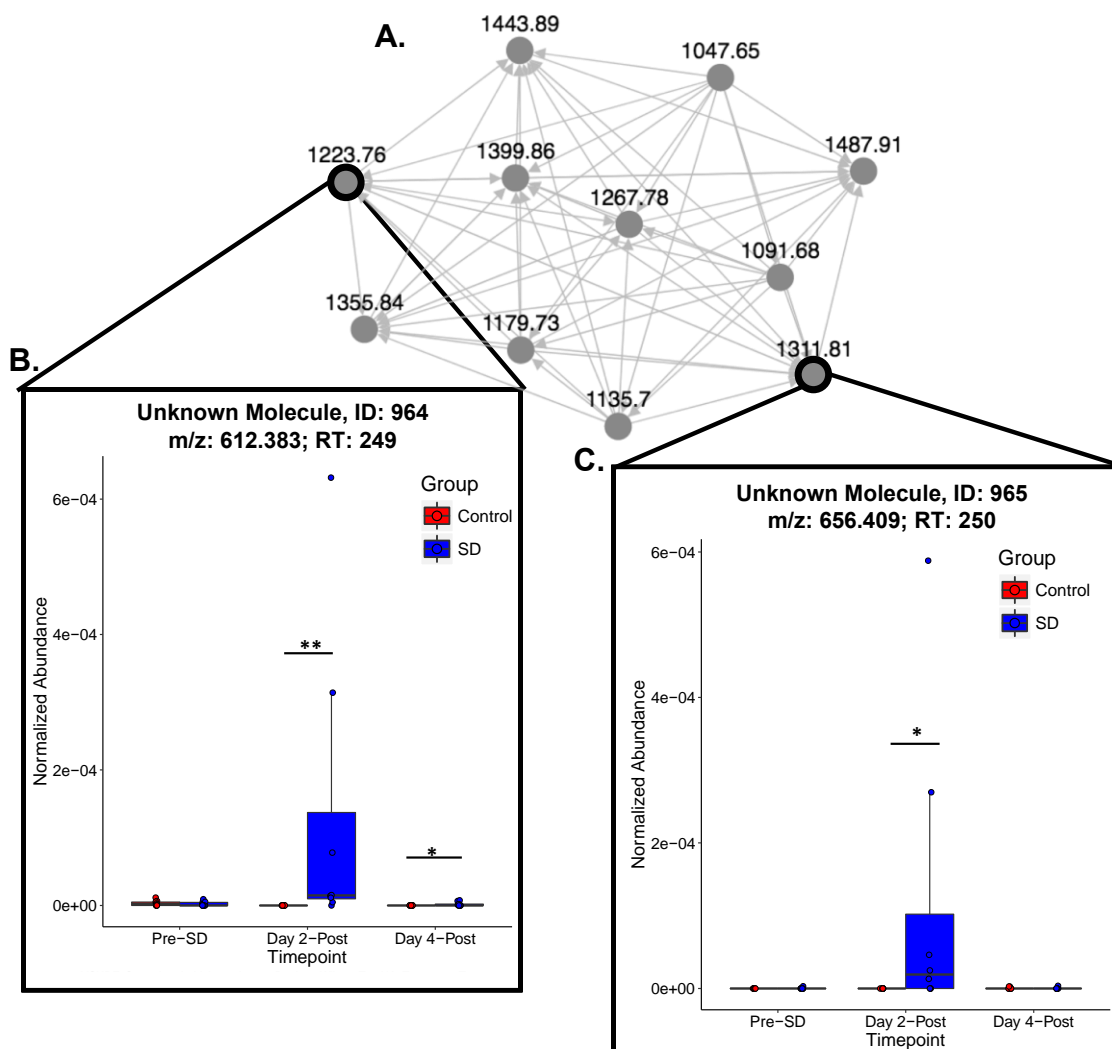 A.
1443.89
1047.65
1223.76
1399.86
1487.91
1267.78
1091.68
1355.84
1179.73
1311.81
1135.7
B.
Unknown Molecule, ID: 964
m/z: 612.383; RT: 249
Group
Control
SD
Normalized Abundance
6e−04
4e−04
2e−04
0e+00
**
*
Pre−SD
Day 2−Post
Day 4−Post
Timepoint
C.
Unknown Molecule, ID: 965
m/z: 656.409; RT: 250
Group
Control
SD
Normalized Abundance
6e−04
4e−04
2e−04
0e+00
*
Pre−SD
Day 2−Post
Day 4−Post
Timepoint